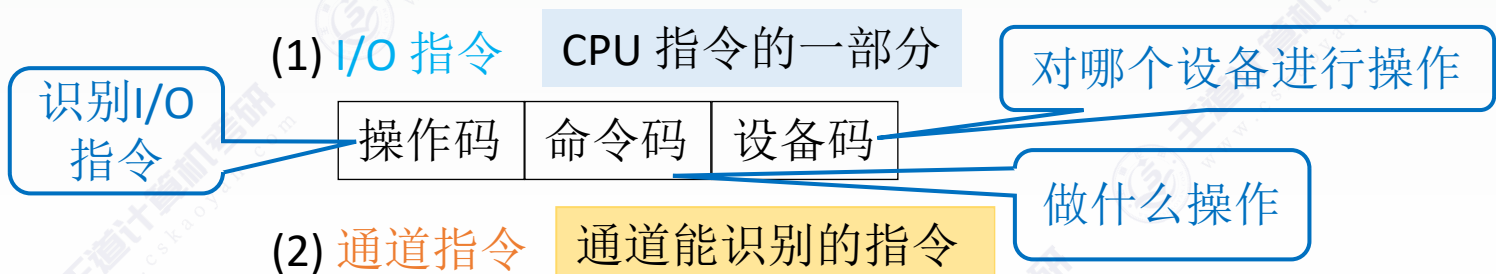 (1) I/O 指令 CPU 指令的一部分
对哪个设备进行操作
识别I/O
指令
操作码 命令码 设备码
做什么操作
(2) 通道指令 通道能识别的指令